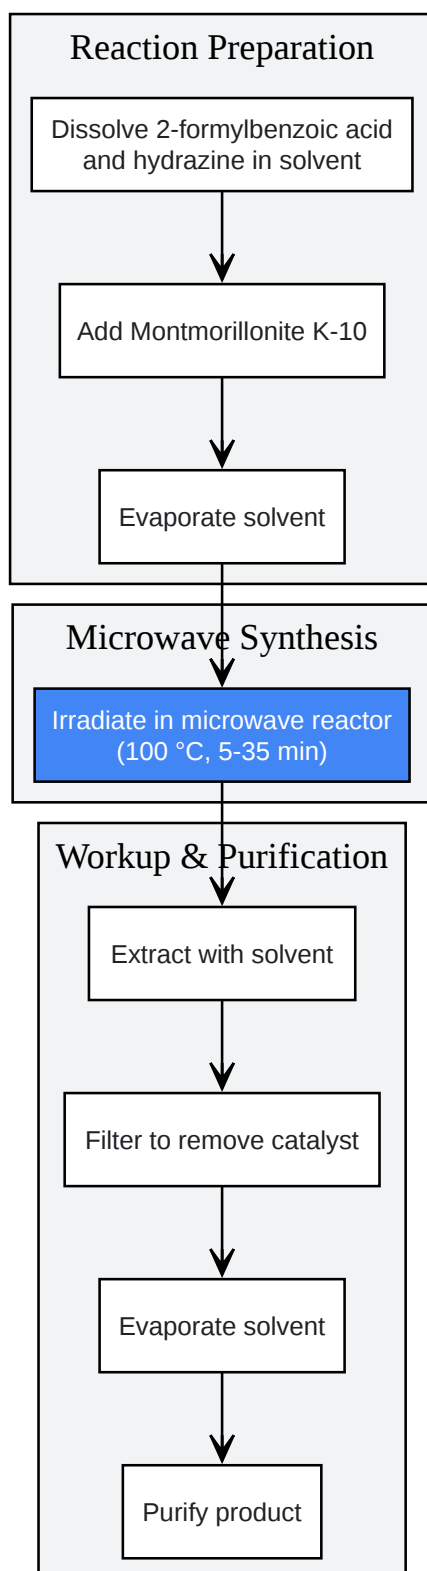 Reaction Preparation
Dissolve 2-formylbenzoic acid
and hydrazine in solvent
Add Montmorillonite K-10
Evaporate solvent
Microwave Synthesis
Irradiate in microwave reactor
(100 °C, 5-35 min)
Workup & Purification
Extract with solvent
Filter to remove catalyst
Evaporate solvent
Purify product